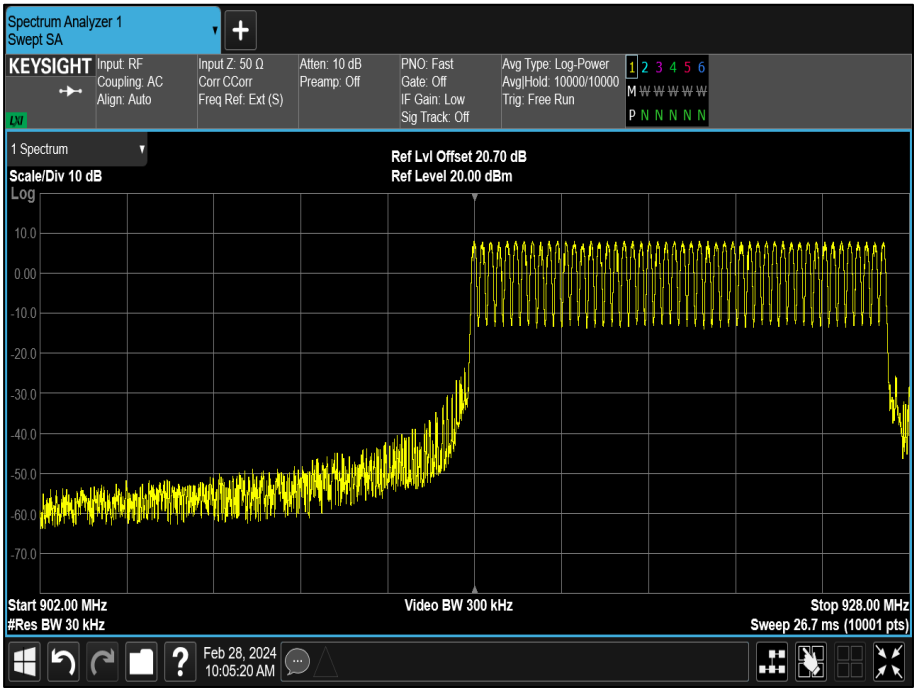 Spectrum Analyzer 1
Swept SA
+
KEYSIGHT
Input: RF
Coupling: AC
Align: Auto
Input Z: 50 Ω
Corr CCorr
Freq Ref: Ext (S)
Atten: 10 dB
Preamp: Off
PNO: Fast
Gate: Off
IF Gain: Low
Sig Track: Off
Avg Type: Log-Power
Avg|Hold: 10000/10000
Trig: Free Run
1 2 3 4 5 6
M W W W W W
P N N N N N
LXI
1 Spectrum
Scale/Div 10 dB
Ref Lvl Offset 20.70 dB
Ref Level 20.00 dBm
Log
10.0
0.00
-10.0
-20.0
-30.0
-40.0
-50.0
-60.0
-70.0
Start 902.00 MHz
#Res BW 30 kHz
Video BW 300 kHz
Stop 928.00 MHz
Sweep 26.7 ms (10001 pts)
?
Feb 28, 2024
10:05:20 AM